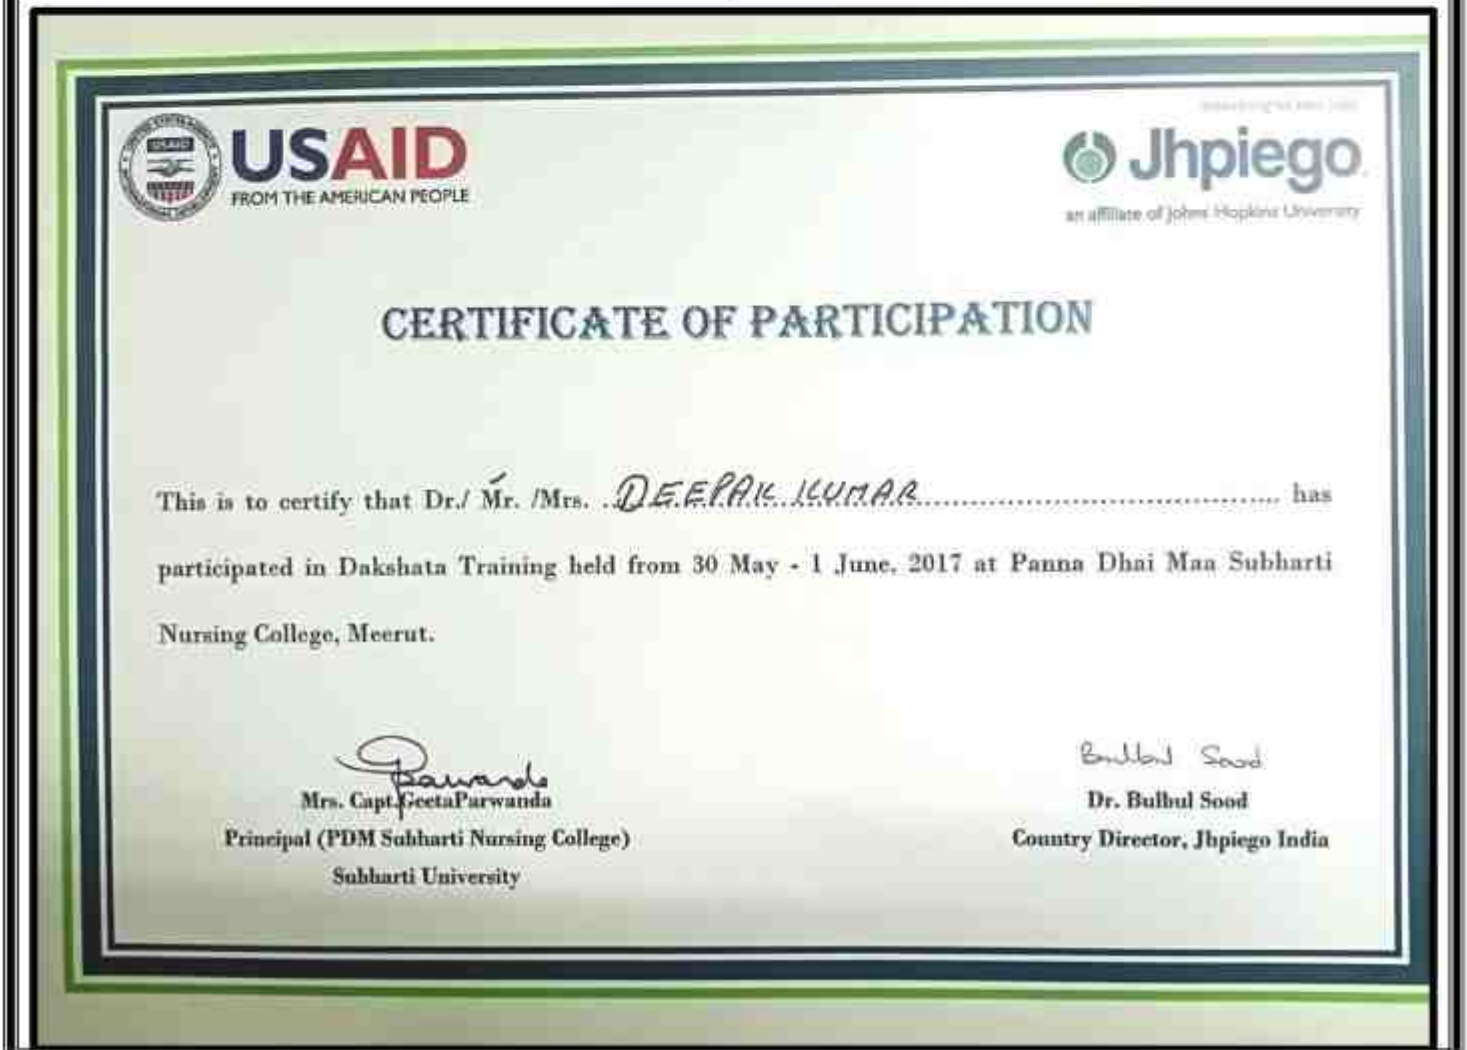 USAID
FROM THE AMERICAN PEOPLE
Jhpiego
an affiliate of Johns Hopkins University
CERTIFICATE OF PARTICIPATION
This is to certify that Dr./ Mr. /Mrs. ..DEEPAK KUMAR.............................................. has
participated in Dakshata Training held from 30 May - 1 June, 2017 at Panna Dhai Maa Subharti
Nursing College, Meerut.
Mrs. Capt.GeetaParwanda
Principal (PDM Subharti Nursing College)
Subharti University
Bulbul Sood
Dr. Bulbul Sood
Country Director, Jhpiego India